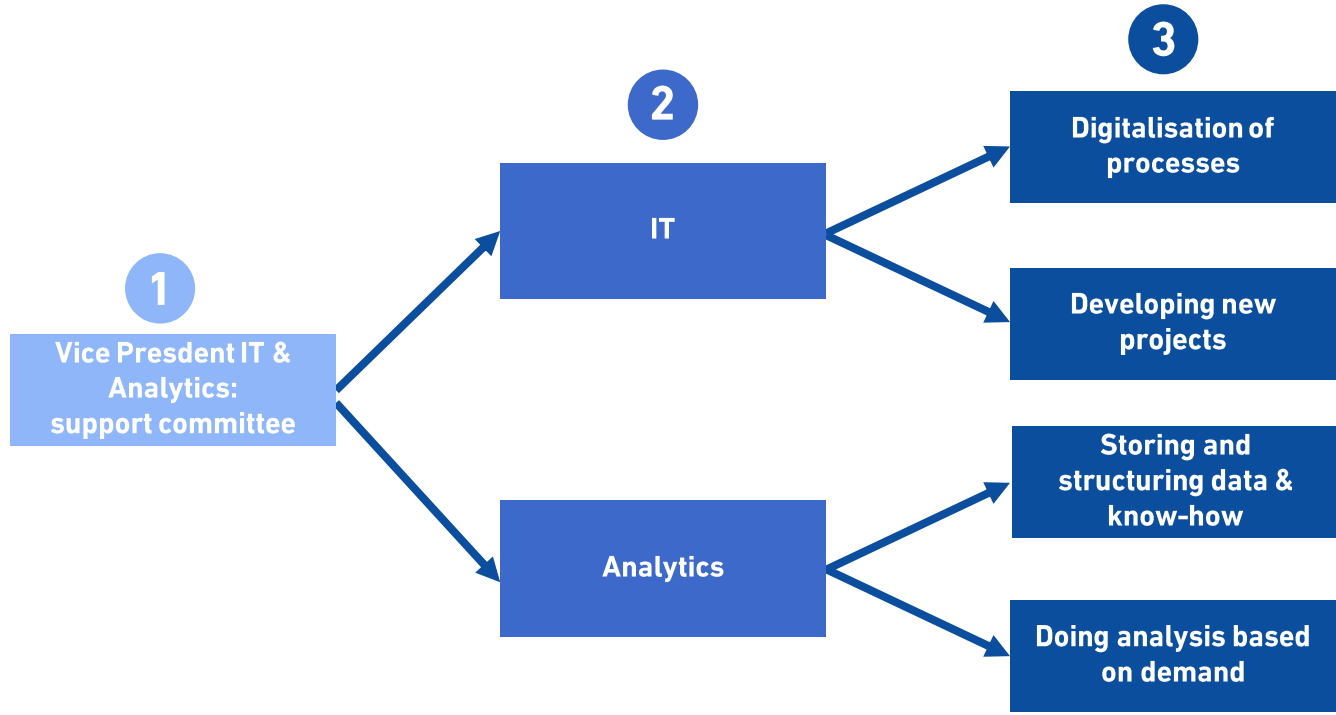 1
Vice Presdent IT &
Analytics:
support committee
2
IT
Analytics
3
Digitalisation of
processes
Developing new
projects
Storing and
structuring data &
know-how
Doing analysis based
on demand